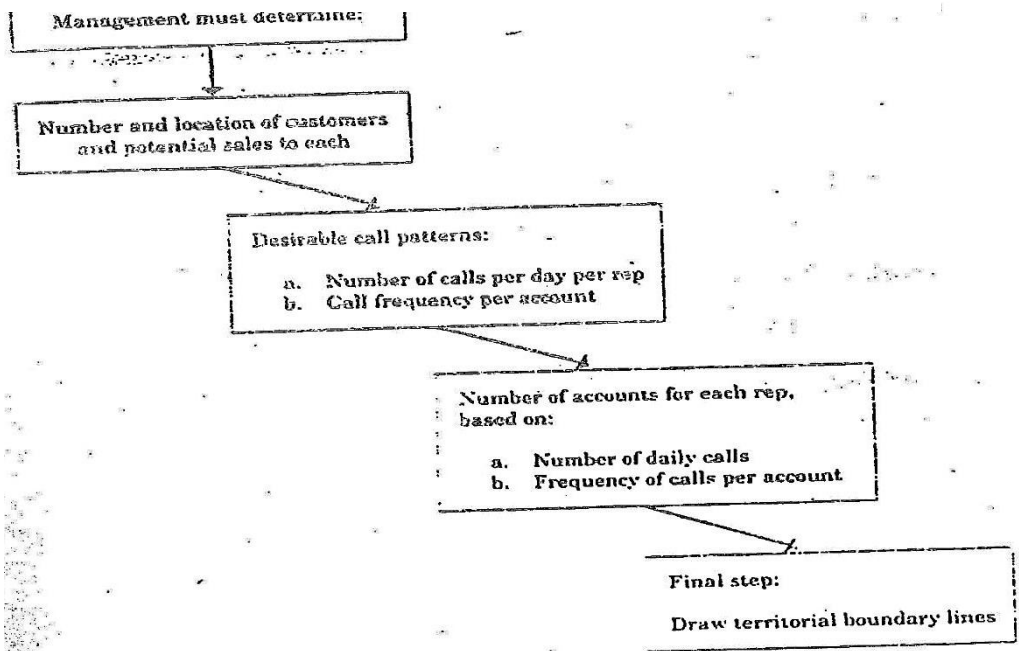 Management must determine:
Number and location of customers
and potential sales to each
Desirable call patterns:
a. Number of calls per day per rep
b. Call frequency per account
Number of accounts for each rep,
based on:
a. Number of daily calls
b. Frequency of calls per account
Final step:
Draw territorial boundary lines